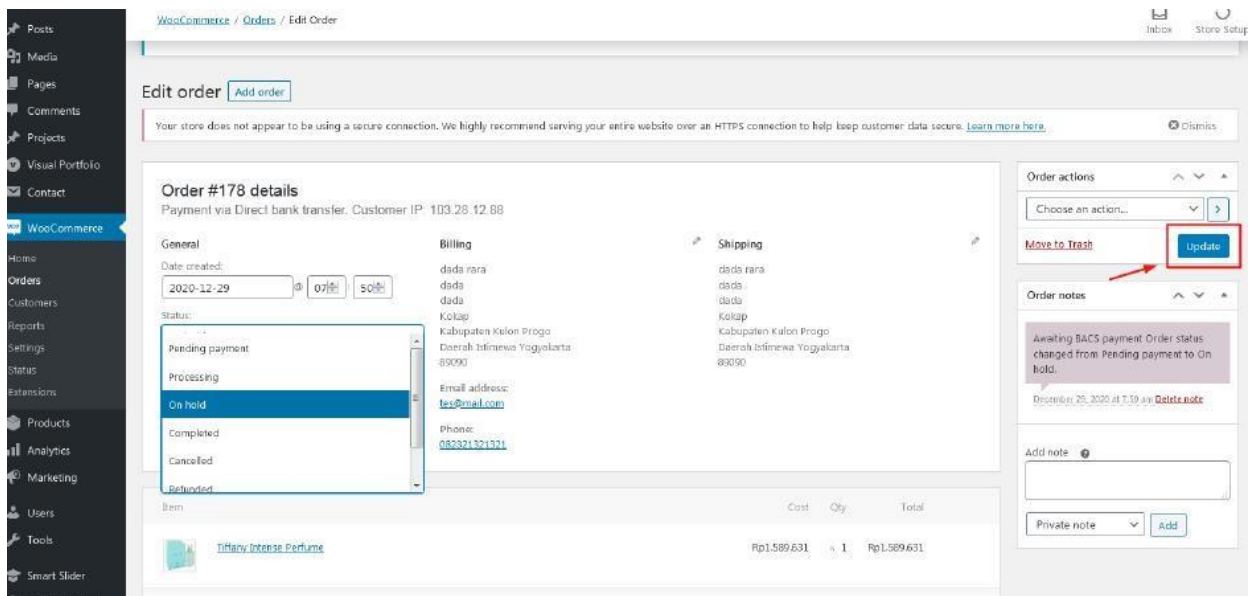 Posts
Media
Pages
Comments
Projects
Visual Portfolio
Contact
WooCommerce
Home
Orders
Customers
Reports
Settings
Status
Extensions
Products
Analytics
Marketing
Users
Tools
Smart Slider
WooCommerce / Orders / Edit Order
Inbox
Store Setup
Edit order
Add order
Your store does not appear to be using a secure connection. We highly recommend serving your entire website over an HTTPS connection to help keep customer data secure. Learn more here.
Dismiss
Order #178 details
Payment via Direct bank transfer. Customer IP: 103.28.12.88
General
Date created:
2020-12-29 @ 07 : 50
Status:
Pending payment
Processing
On hold
Completed
Cancelled
Refunded
Billing
dada rara
dada
dada
Kokap
Kabupaten Kulon Progo
Daerah Istimewa Yogyakarta
89090
Email address:
tes@mail.com
Phone:
082321321321
Shipping
dada rara
dada
dada
Kokap
Kabupaten Kulon Progo
Daerah Istimewa Yogyakarta
89090
Item
Cost
Qty
Total
Tiffany Intense Perfume
Rp1.589.631
× 1
Rp1.589.631
Order actions
Choose an action...
Move to Trash
Update
Order notes
Awaiting BACS payment Order status
changed from Pending payment to On
hold.
December 29, 2020 at 7:50 am Delete note
Add note
Private note
Add